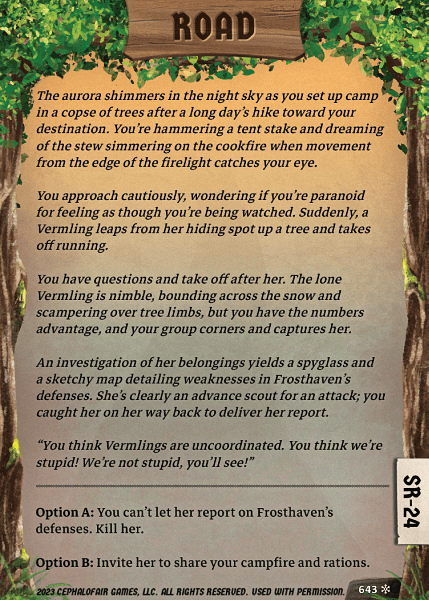 ROAD
The aurora shimmers in the night sky as you set up camp
in a copse of trees after a long day's hike toward your
destination. You're hammering a tent stake and dreaming
of the stew simmering on the cookfire when movement
from the edge of the firelight catches your eye.
You approach cautiously, wondering if you're paranoid
for feeling as though you're being watched. Suddenly, a
Vermling leaps from her hiding spot up a tree and takes
off running.
You have questions and take off after her. The lone
Vermling is nimble, bounding across the snow and
scampering over tree limbs, but you have the numbers
advantage, and your group corners and captures her.
An investigation of her belongings yields a spyglass and
a sketchy map detailing weaknesses in Frosthaven's
defenses. She's clearly an advance scout for an attack; you
caught her on her way back to deliver her report.
“You think Vermlings are uncoordinated. You think we're
stupid! We're not stupid, you'll see!”
Option A: You can't let her report on Frosthaven's
defenses. Kill her.
Option B: Invite her to share your campfire and rations.
SR-24
2023 CEPHALOFAIR GAMES, LLC. ALL RIGHTS RESERVED. USED WITH PERMISSION.
643